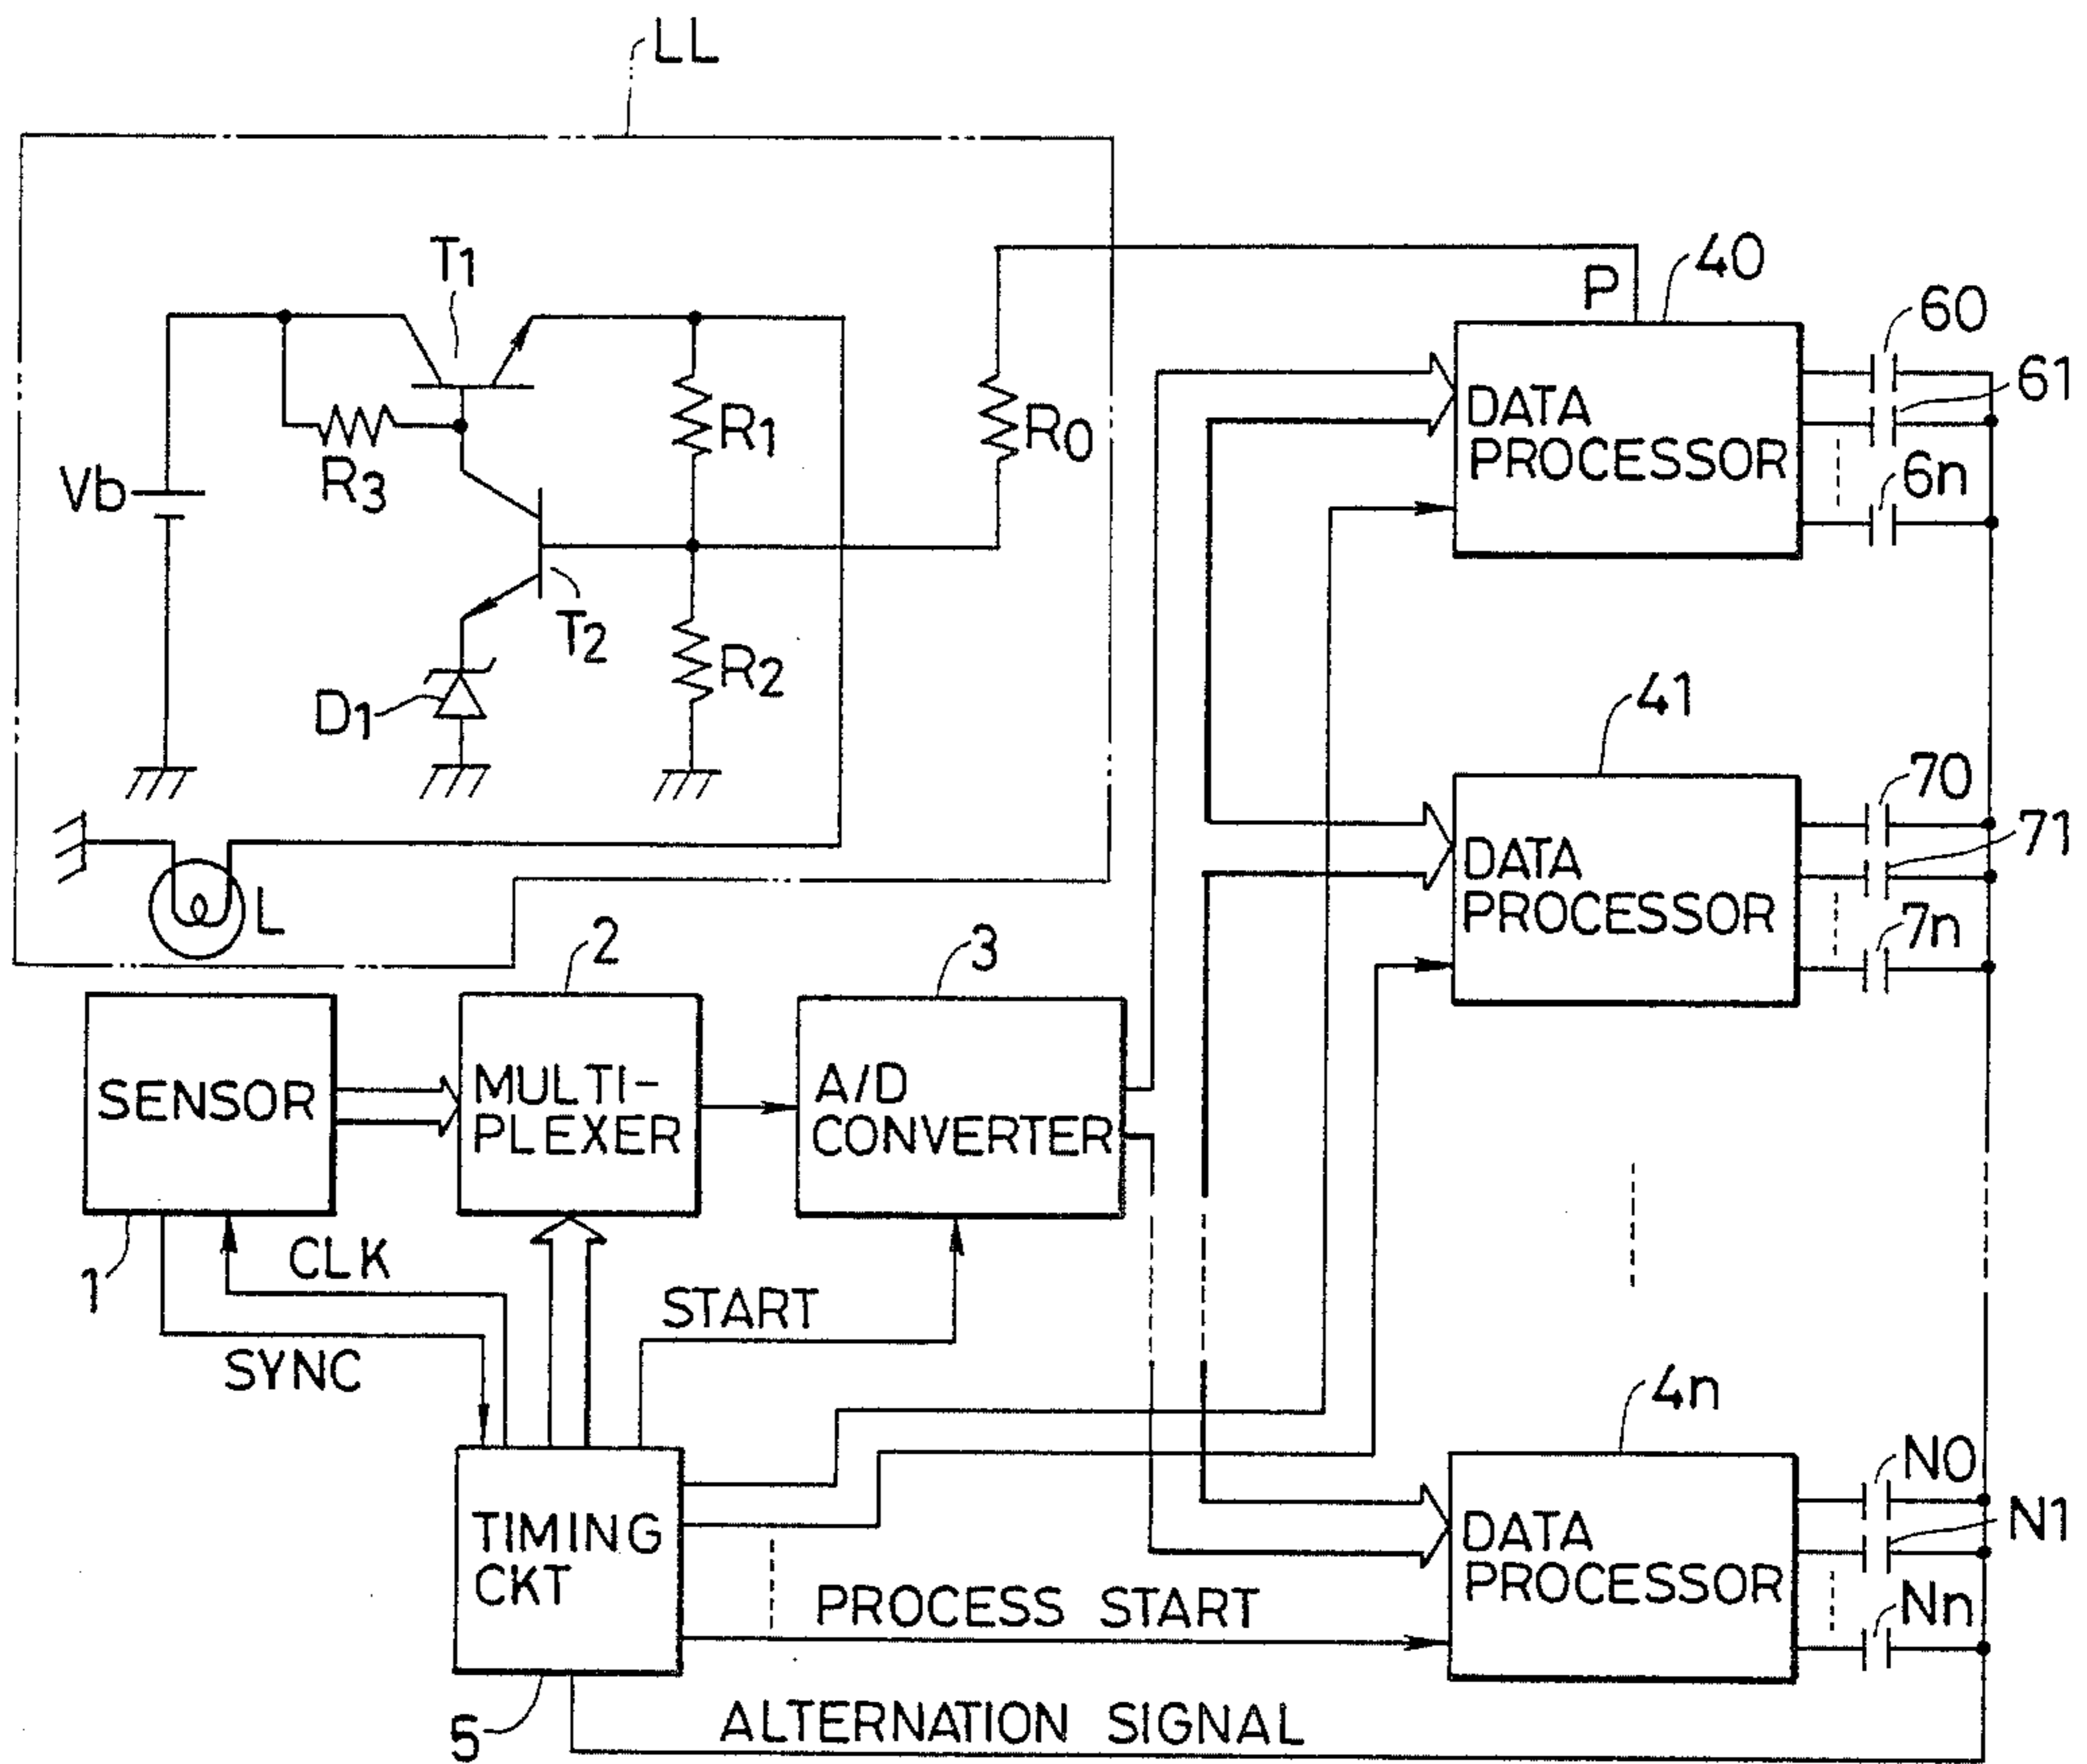 LL
T1
P
40
60
61
6n
R1
R0
R3
Vb
DATA
PROCESSOR
T2
R2
D1
41
70
71
7n
DATA
PROCESSOR
L
2
3
SENSOR
MULTI-
PLEXER
A/D
CONVERTER
1
CLK
START
SYNC
4n
N0
N1
Nn
TIMING
CKT
DATA
PROCESSOR
PROCESS START
5
ALTERNATION SIGNAL